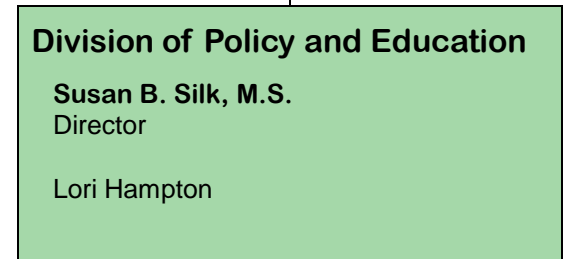 Division of Policy and Education
Susan B. Silk, M.S.
Director
Lori Hampton